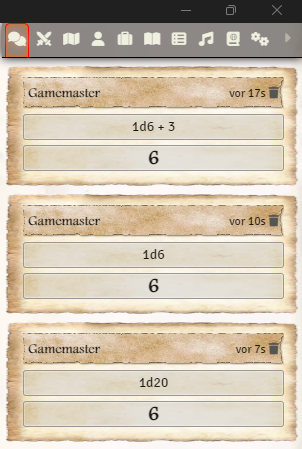 Gamemaster vor 17s
1d6 + 3
6
Gamemaster vor 10s
1d6
6
Gamemaster vor 7s
1d20
6